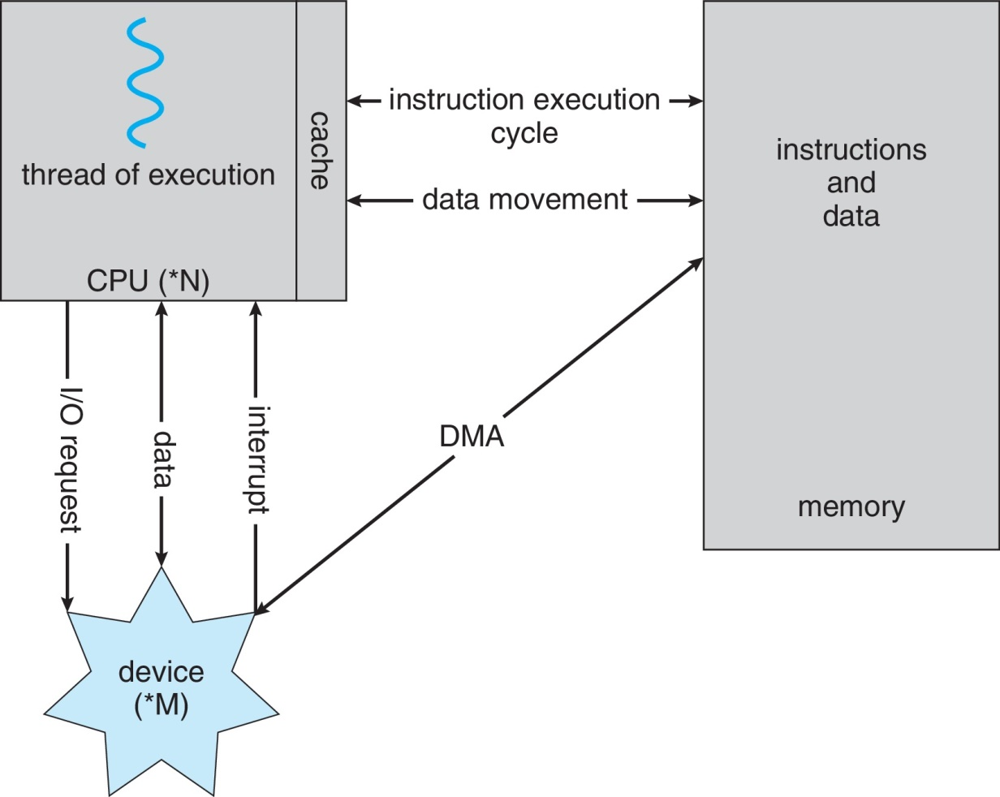 thread of execution
cache
CPU (*N)
instruction execution
cycle
data movement
instructions
and
data
memory
I/O request
data
interrupt
DMA
device
(*M)